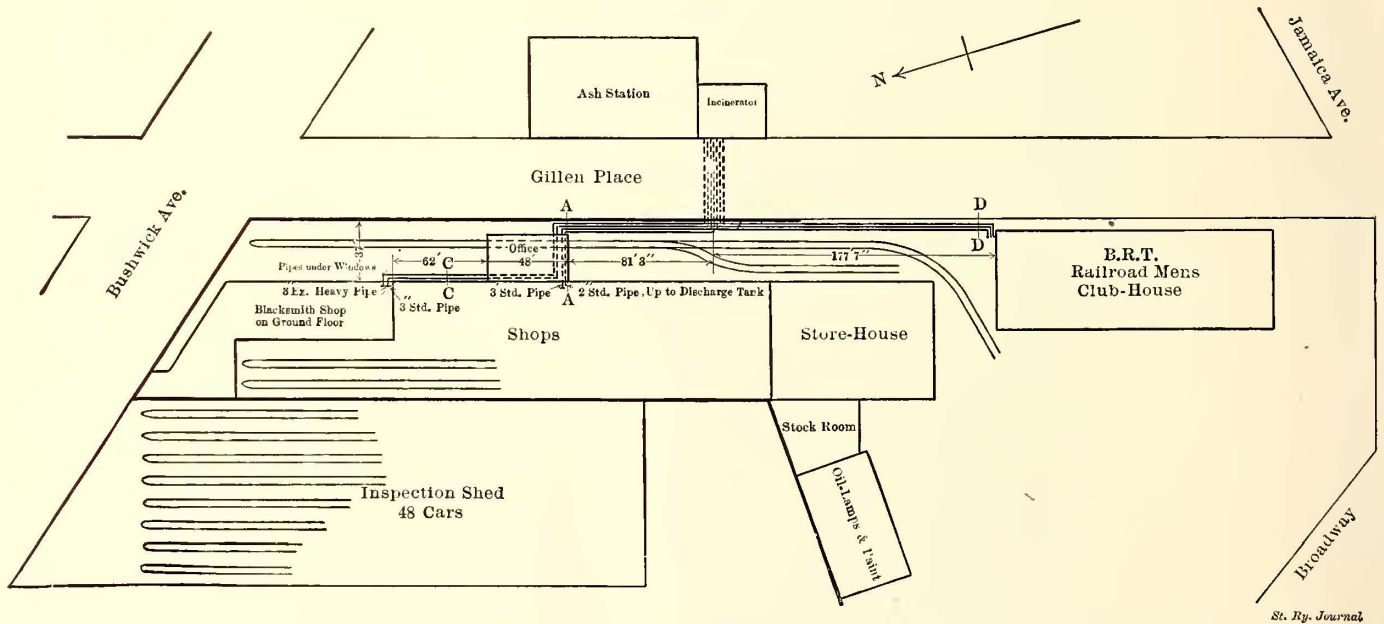 Jamaica Ave.
N
Ash Station
Incinerator
Gillen Place
Bushwick Ave.
A
D
Office
48'
62'
C
81'3"
177'7"
D
B.R.T.
Railroad Mens
Club-House
Pipes under Windows
3"Ex. Heavy Pipe
C
3" Std. Pipe
3" Std. Pipe
A
2" Std. Pipe, Up to Discharge Tank
Blacksmith Shop
on Ground Floor
Shops
Store-House
Stock Room
Oil-Lamps & Paint
Inspection Shed
48 Cars
Broadway
St. Ry. Journal